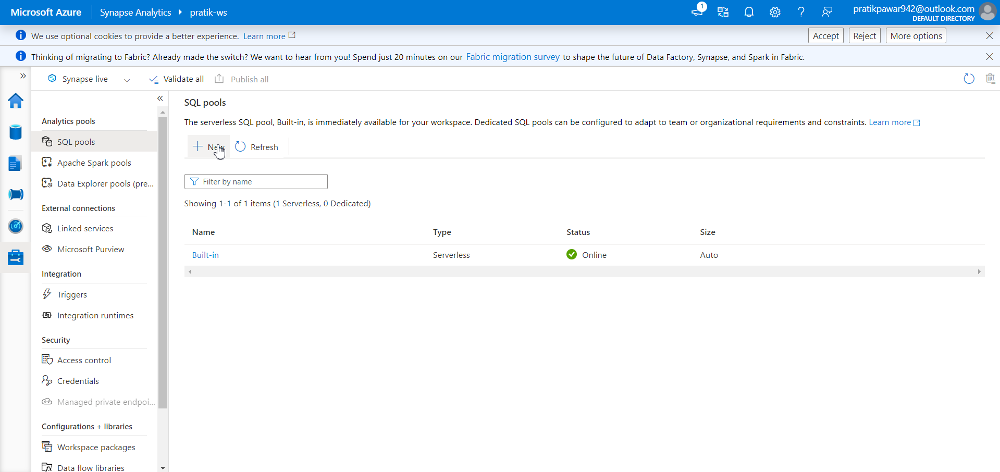 Microsoft Azure
Synapse Analytics
pratik-ws
1
pratikpawar942@outlook.com
DEFAULT DIRECTORY
We use optional cookies to provide a better experience. Learn more
Accept
Reject
More options
Thinking of migrating to Fabric? Already made the switch? We want to hear from you! Spend just 20 minutes on our Fabric migration survey to shape the future of Data Factory, Synapse, and Spark in Fabric.
Synapse live
Validate all
Publish all
Analytics pools
SQL pools
Apache Spark pools
Data Explorer pools (pre...
External connections
Linked services
Microsoft Purview
Integration
Triggers
Integration runtimes
Security
Access control
Credentials
Managed private endpoi...
Configurations + libraries
Workspace packages
Data flow libraries
SQL pools
The serverless SQL pool, Built-in, is immediately available for your workspace. Dedicated SQL pools can be configured to adapt to team or organizational requirements and constraints. Learn more
New
Refresh
Filter by name
Showing 1-1 of 1 items (1 Serverless, 0 Dedicated)
Name Type Status Size
Built-in Serverless Online Auto